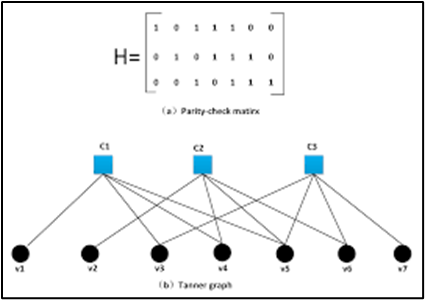 1 0 1 1 1 0 0
H= 0 1 0 1 1 1 0
0 0 1 0 1 1 1
(a) Parity-check matirx
C1 C2 C3
v1 v2 v3 v4 v5 v6 v7
(b) Tanner graph